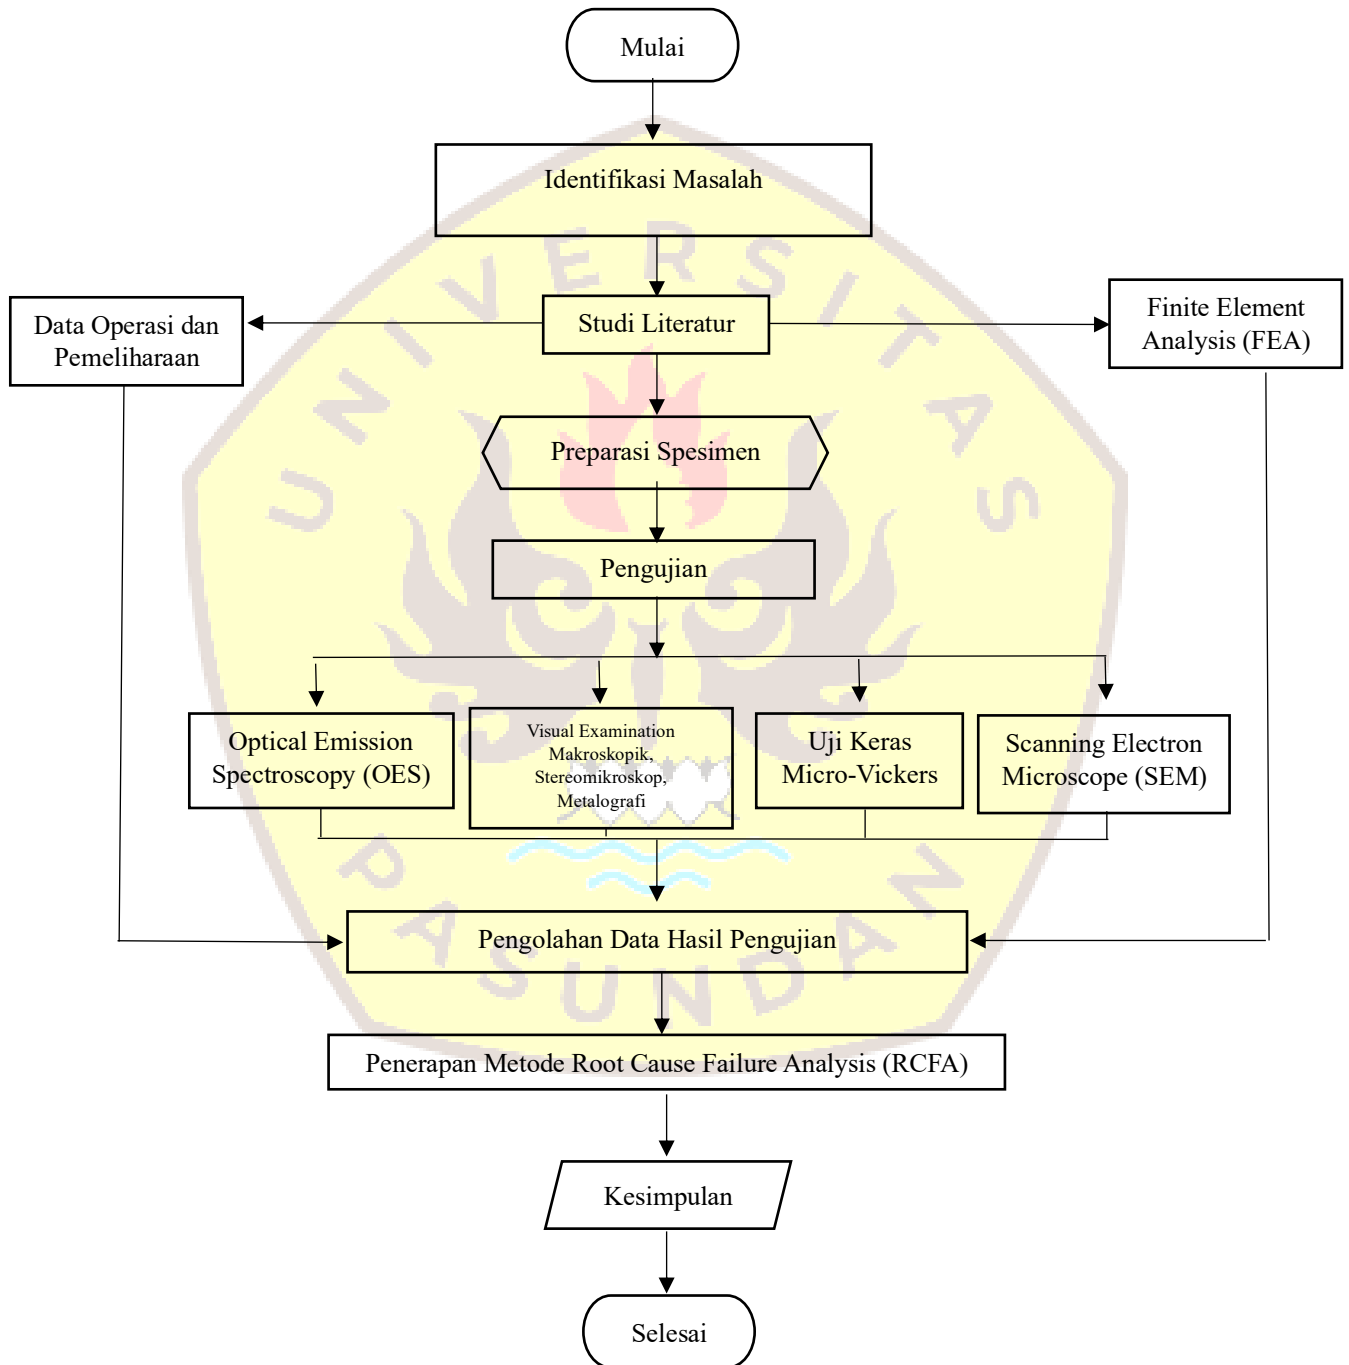 Mulai
Identifikasi Masalah
UNIVERSITAS
Data Operasi dan
Pemeliharaan
Studi Literatur
Finite Element
Analysis (FEA)
Preparasi Spesimen
Pengujian
Optical Emission
Spectroscopy (OES)
Visual Examination
Makroskopik,
Stereomikroskop,
Metalografi
Uji Keras
Micro-Vickers
Scanning Electron
Microscope (SEM)
PASUNDAN
Pengolahan Data Hasil Pengujian
Penerapan Metode Root Cause Failure Analysis (RCFA)
Kesimpulan
Selesai